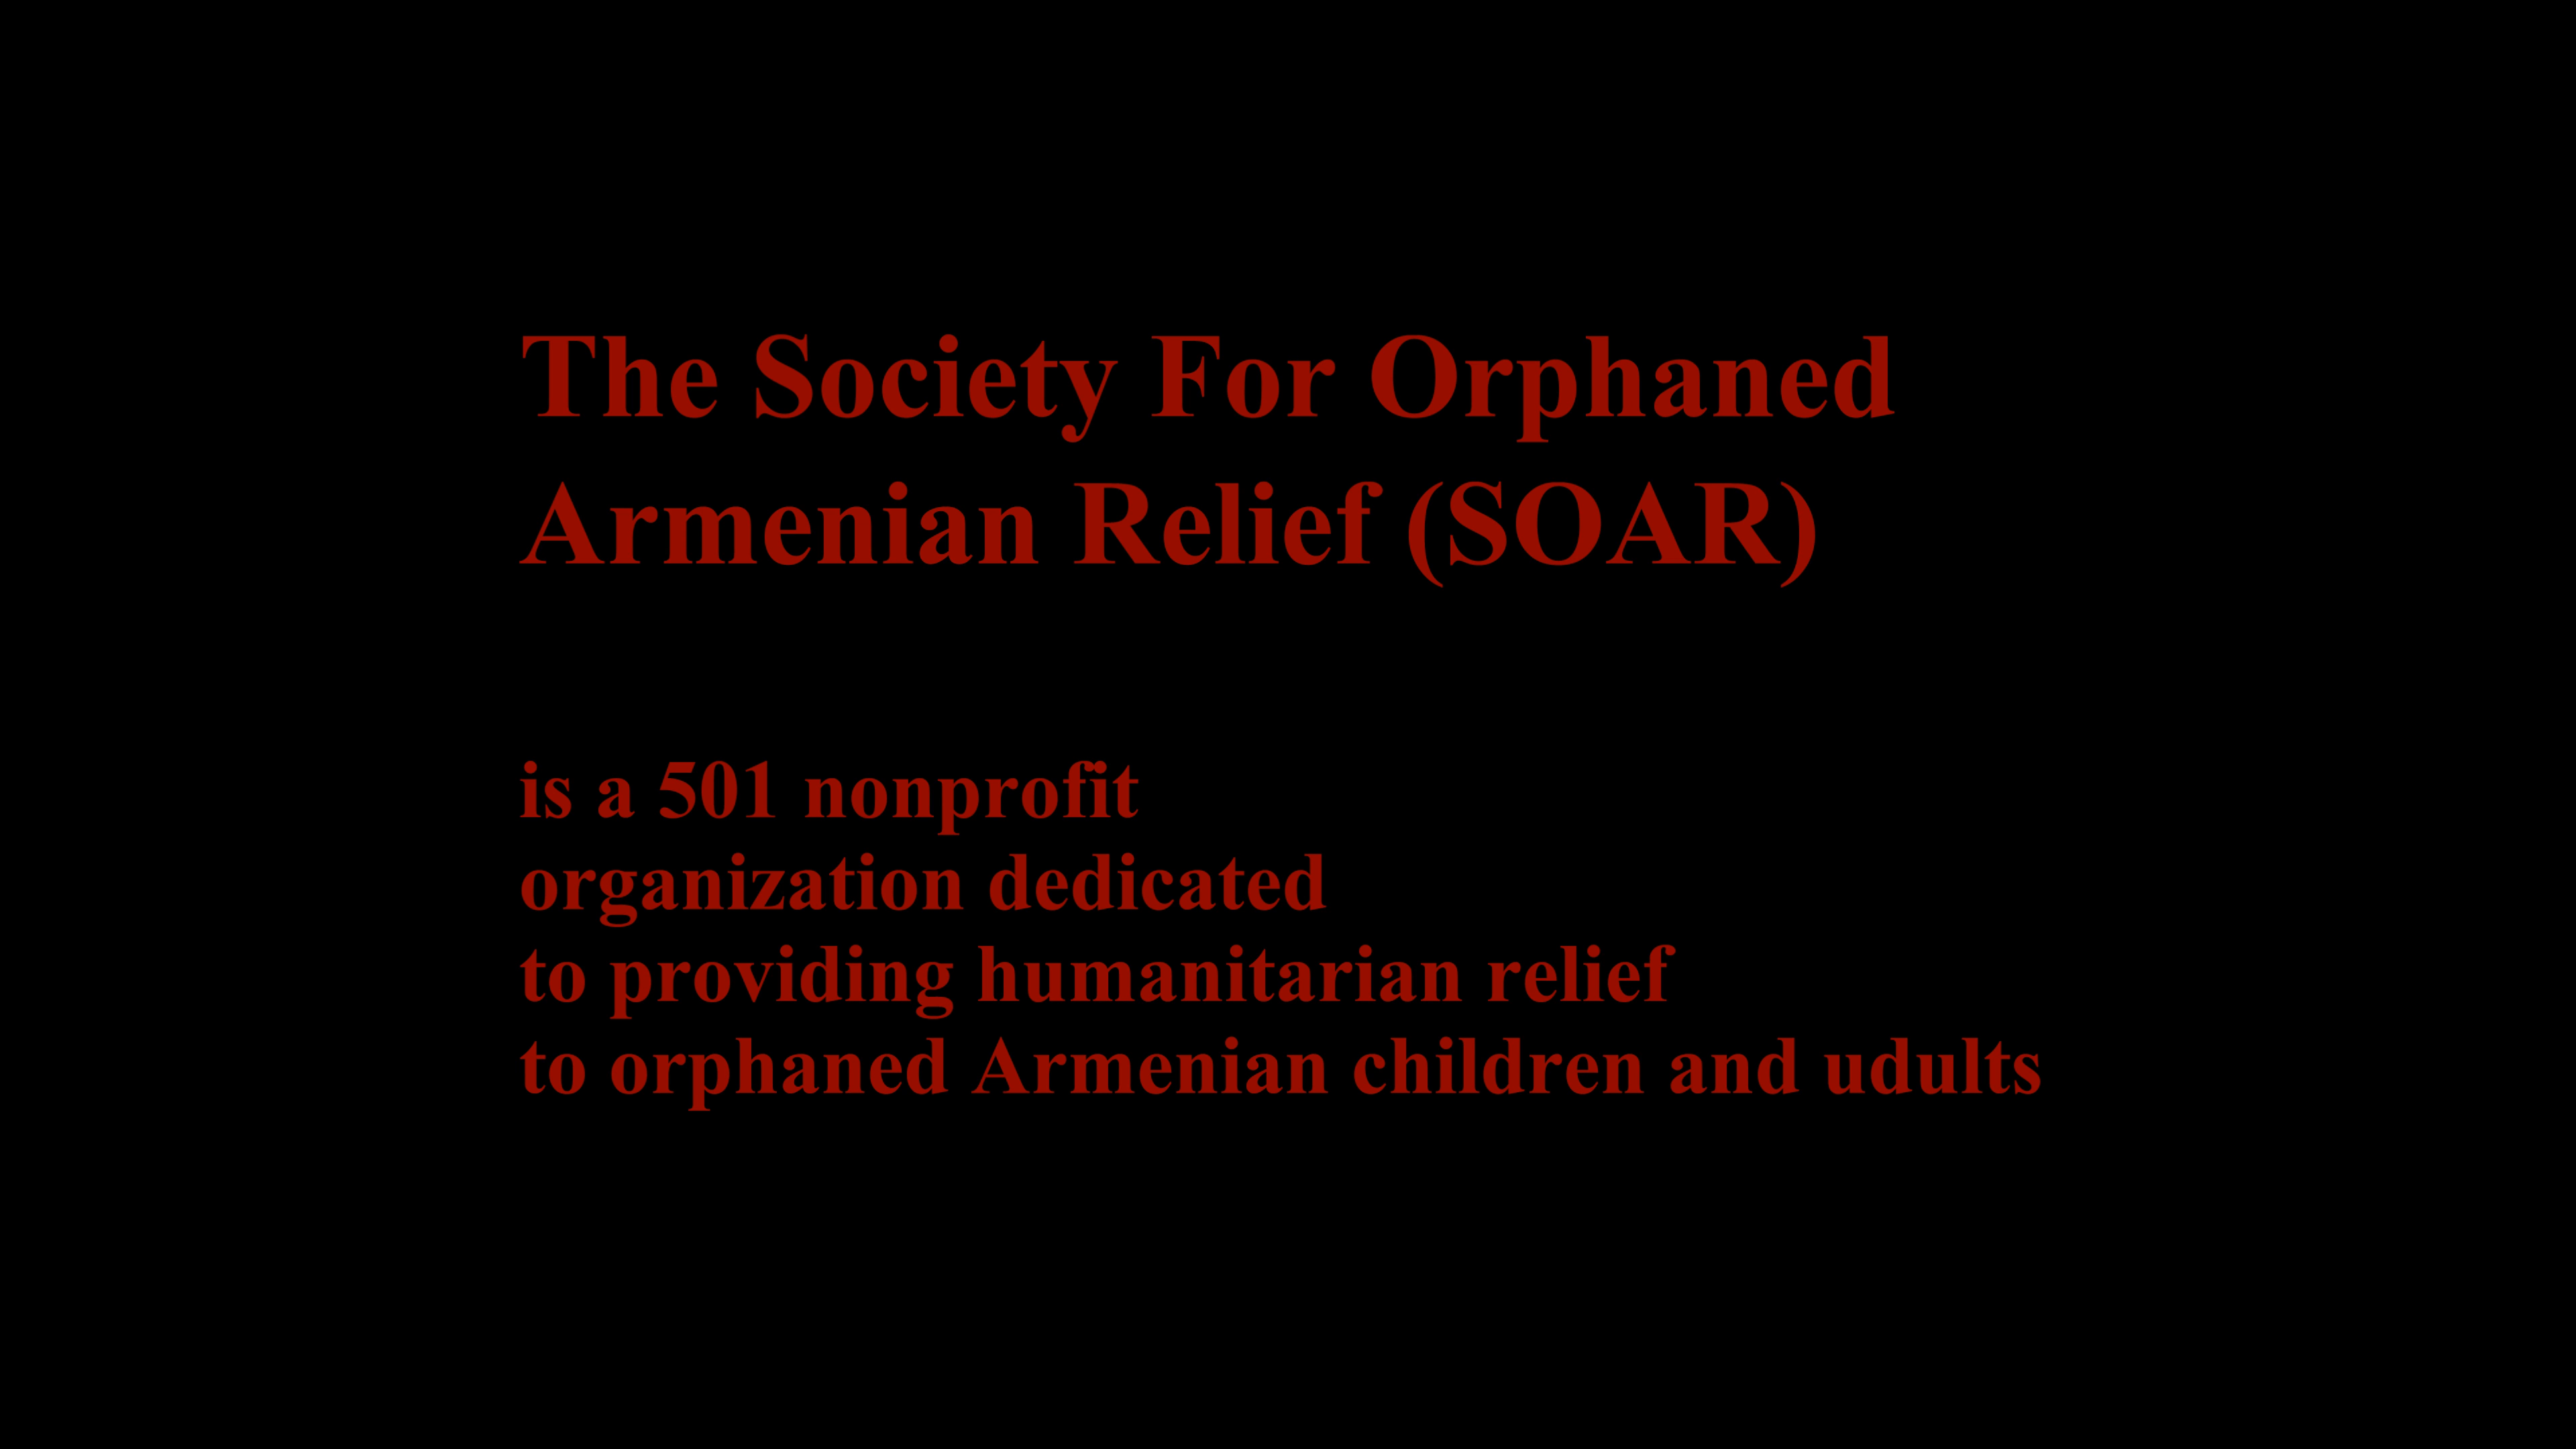 The Society For Orphaned
Armenian Relief (SOAR)
is a 501 nonprofit
organization dedicated
to providing humanitarian relief
to orphaned Armenian children and udults